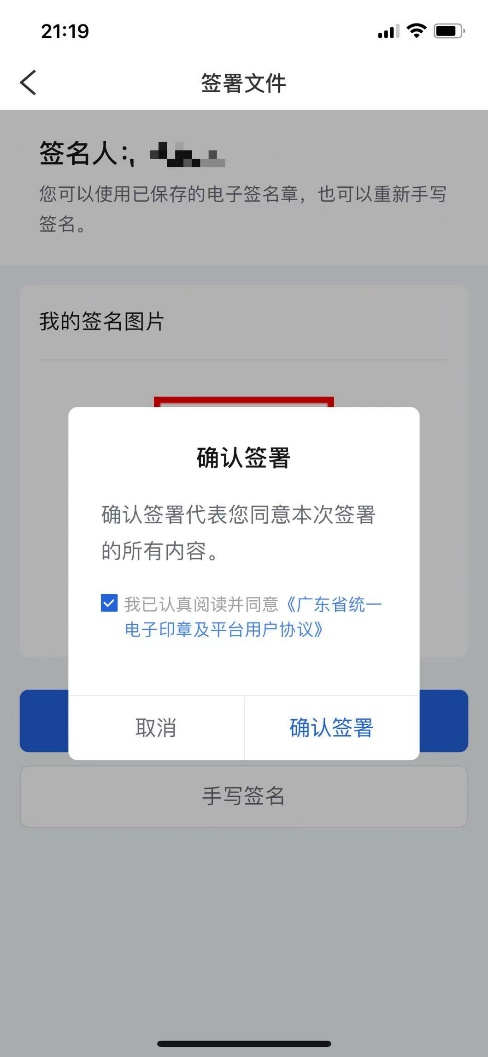 21:19
签署文件
签名人：
您可以使用已保存的电子签名章，也可以重新手写
签名。
我的签名图片
确认签署
确认签署代表您同意本次签署
的所有内容。
我已认真阅读并同意《广东省统一
电子印章及平台用户协议》
取消
确认签署
手写签名